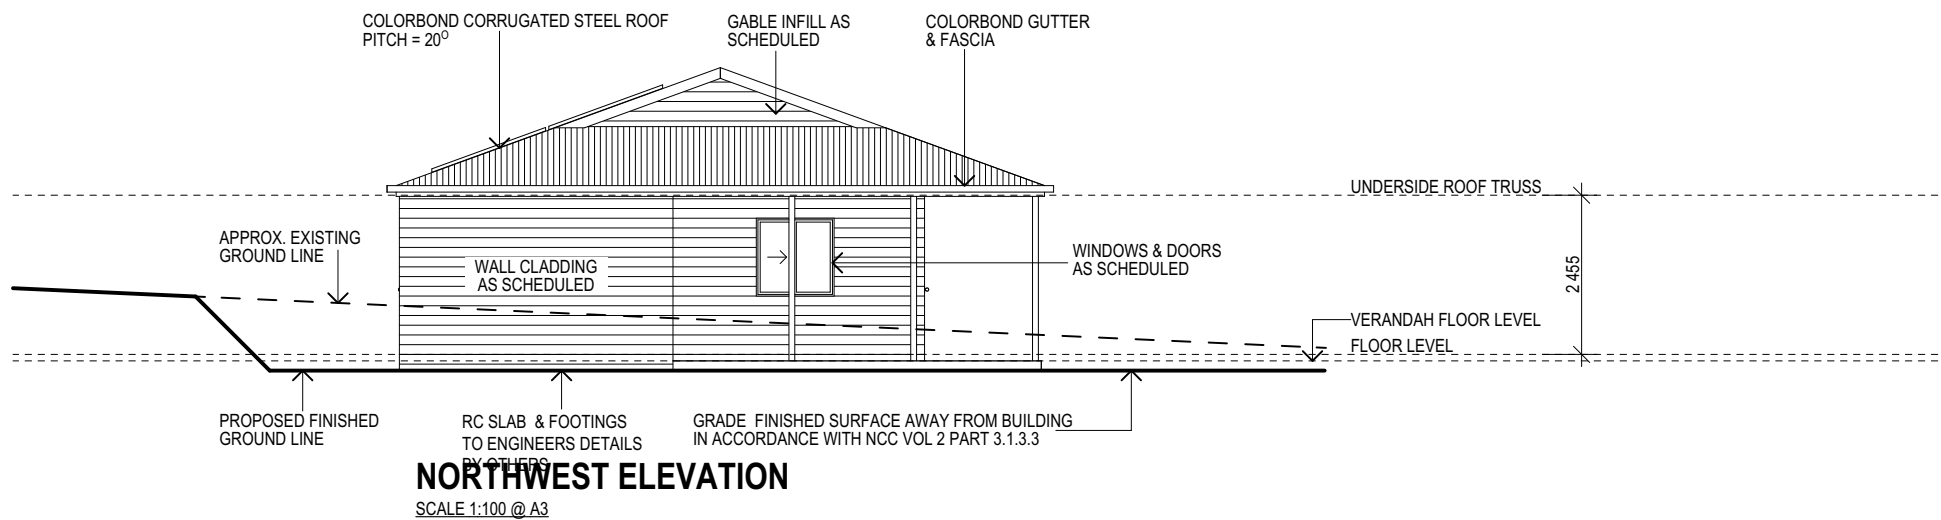 COLORBOND CORRUGATED STEEL ROOF
PITCH = 20O
GABLE INFILL AS
SCHEDULED
COLORBOND GUTTER
& FASCIA
UNDERSIDE ROOF TRUSS
APPROX. EXISTING
GROUND LINE
WALL CLADDING
AS SCHEDULED
WINDOWS & DOORS
AS SCHEDULED
2 455
VERANDAH FLOOR LEVEL
FLOOR LEVEL
PROPOSED FINISHED
GROUND LINE
RC SLAB & FOOTINGS
TO ENGINEERS DETAILS
BY OTHERS
GRADE FINISHED SURFACE AWAY FROM BUILDING
IN ACCORDANCE WITH NCC VOL 2 PART 3.1.3.3
NORTHWEST ELEVATION
SCALE 1:100 @ A3